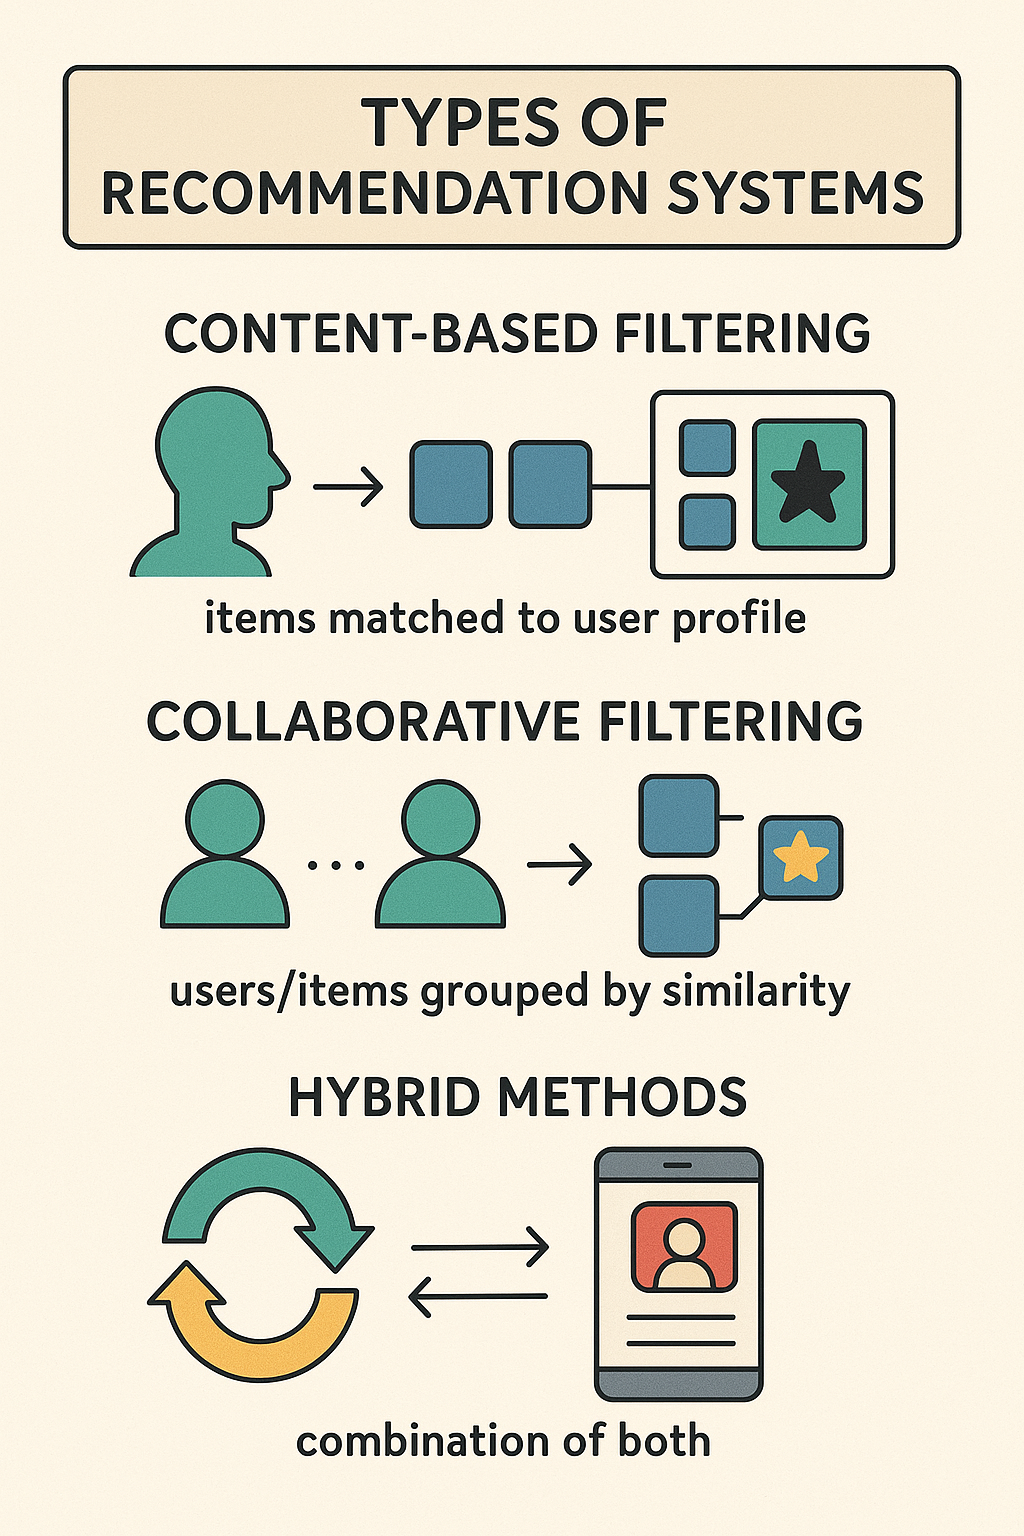 TYPES OF
RECOMMENDATION SYSTEMS
CONTENT-BASED FILTERING
items matched to user profile
COLLABORATIVE FILTERING
users/items grouped by similarity
HYBRID METHODS
combination of both